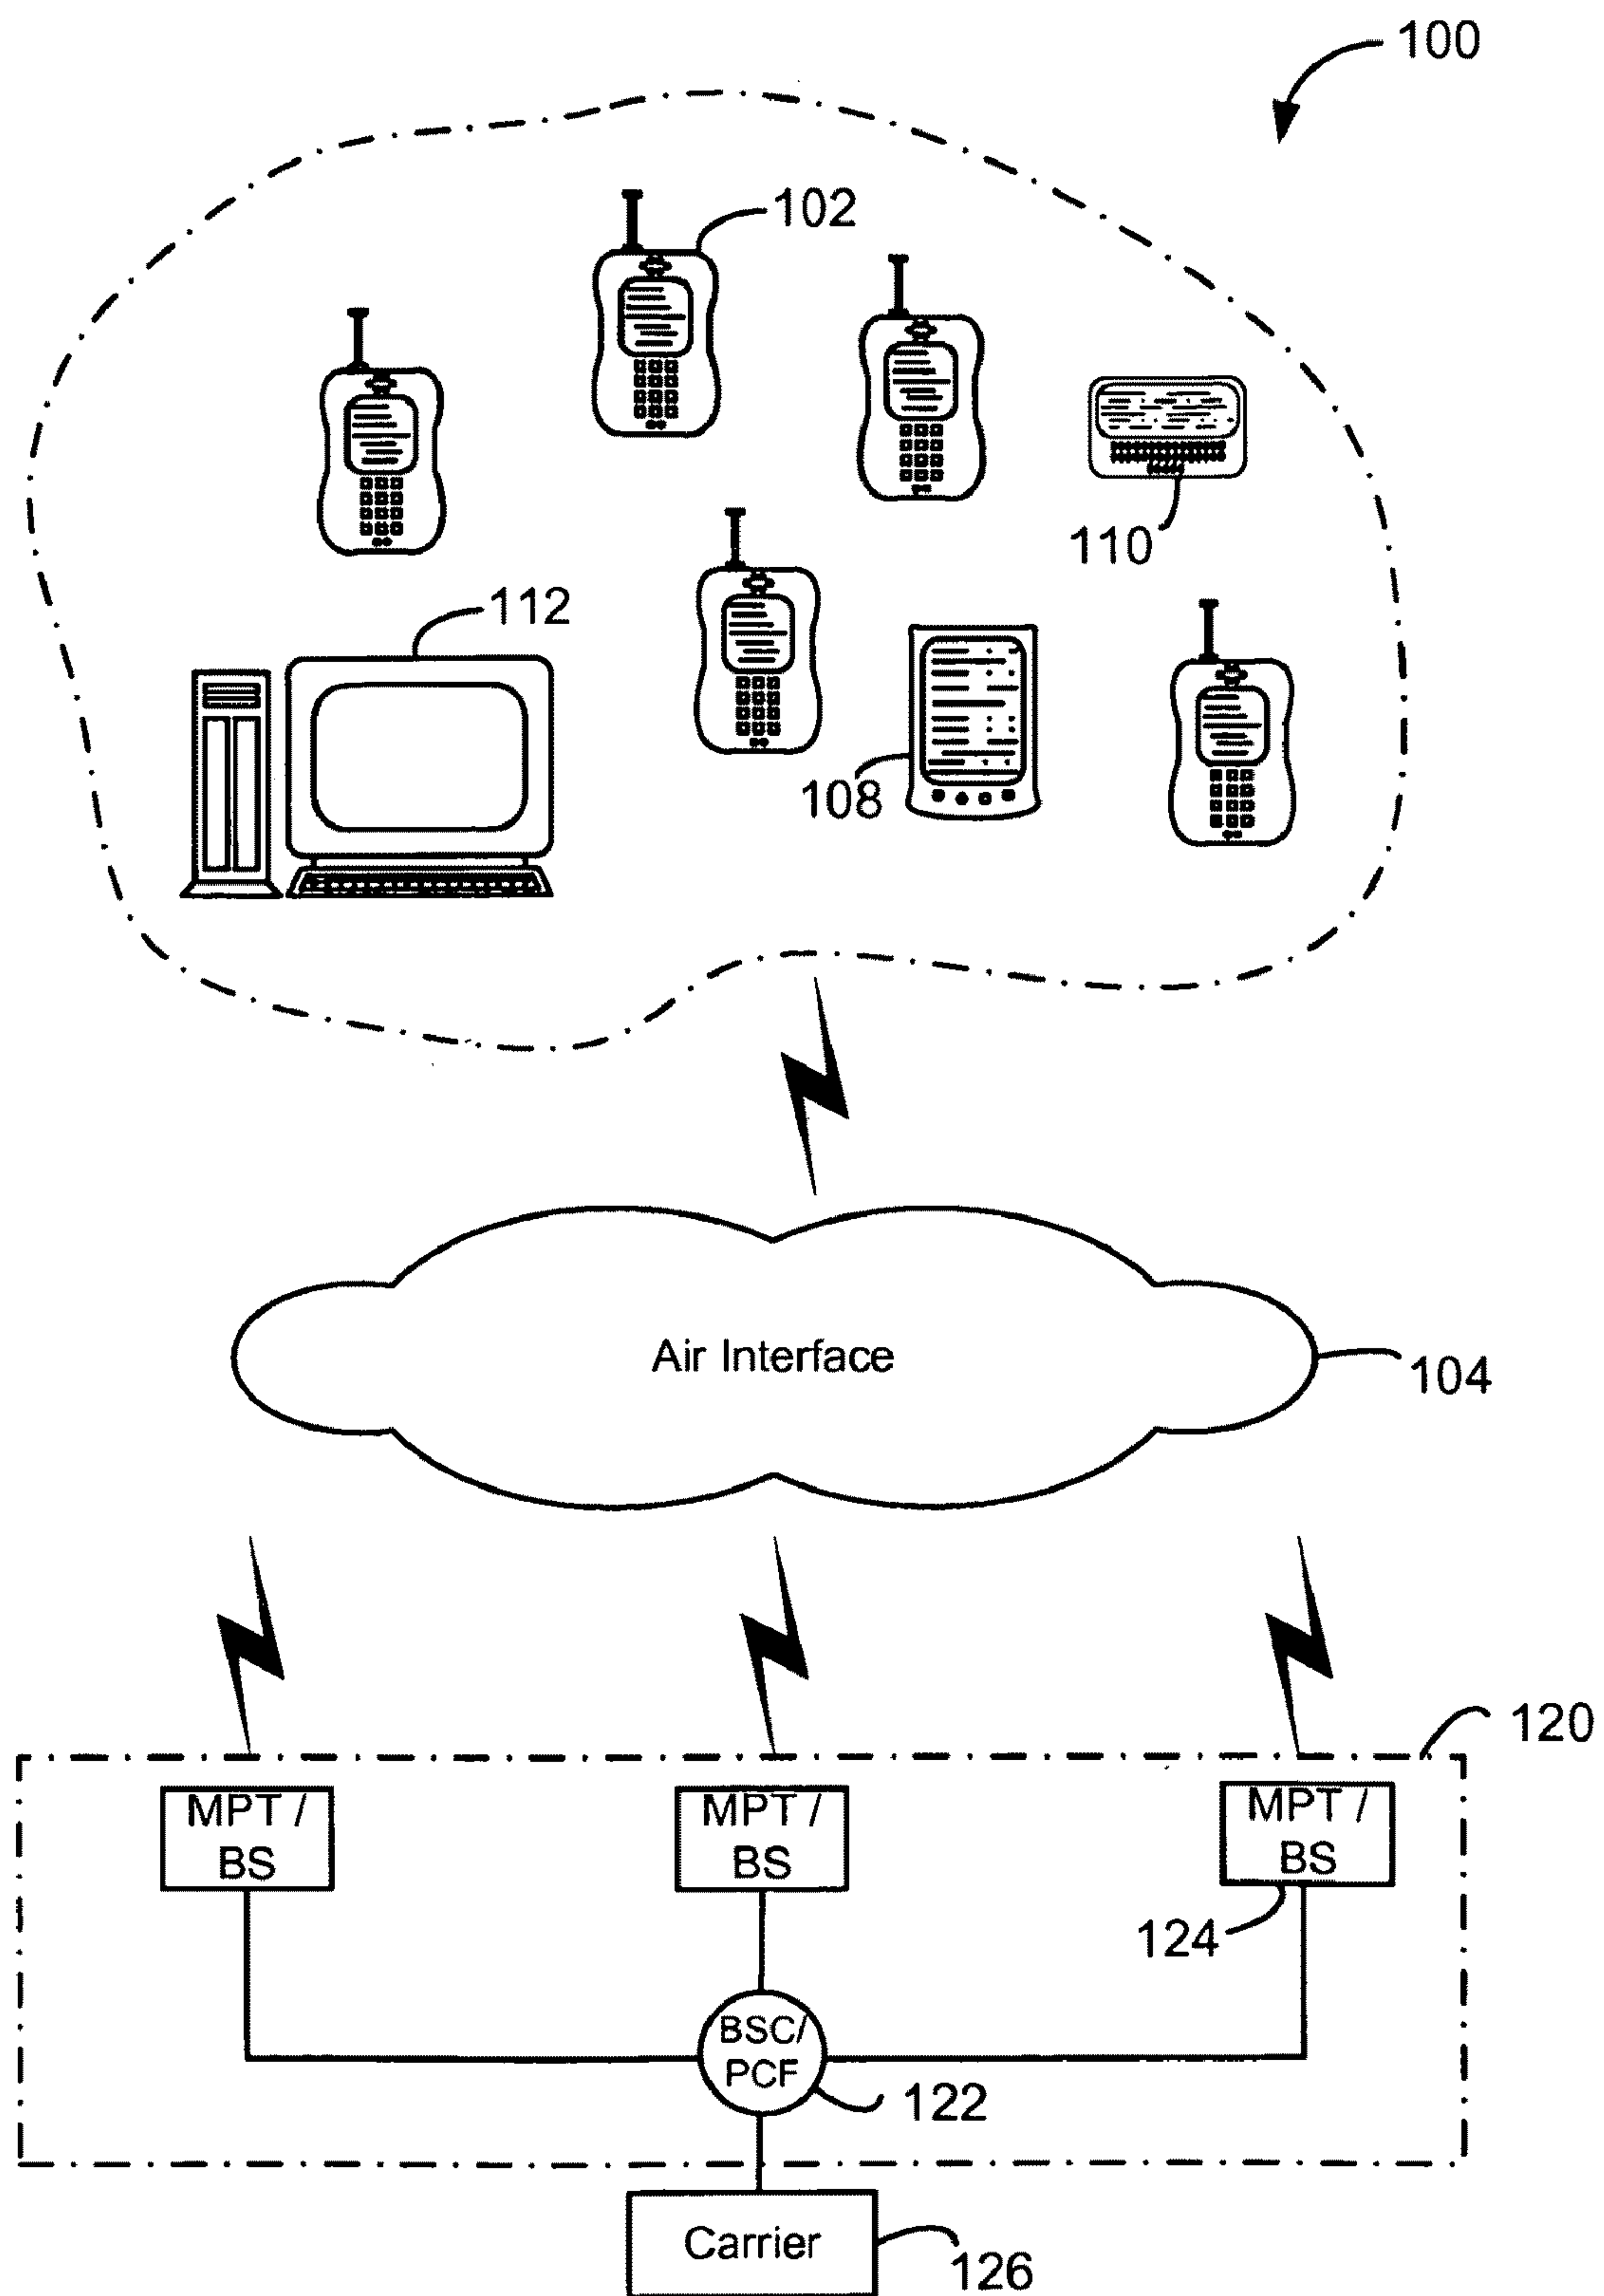 100
102
110
112
108
Air Interface
104
120
MPT /
BS
MPT /
BS
MPT /
BS
124
BSC/
PCF
122
Carrier
126